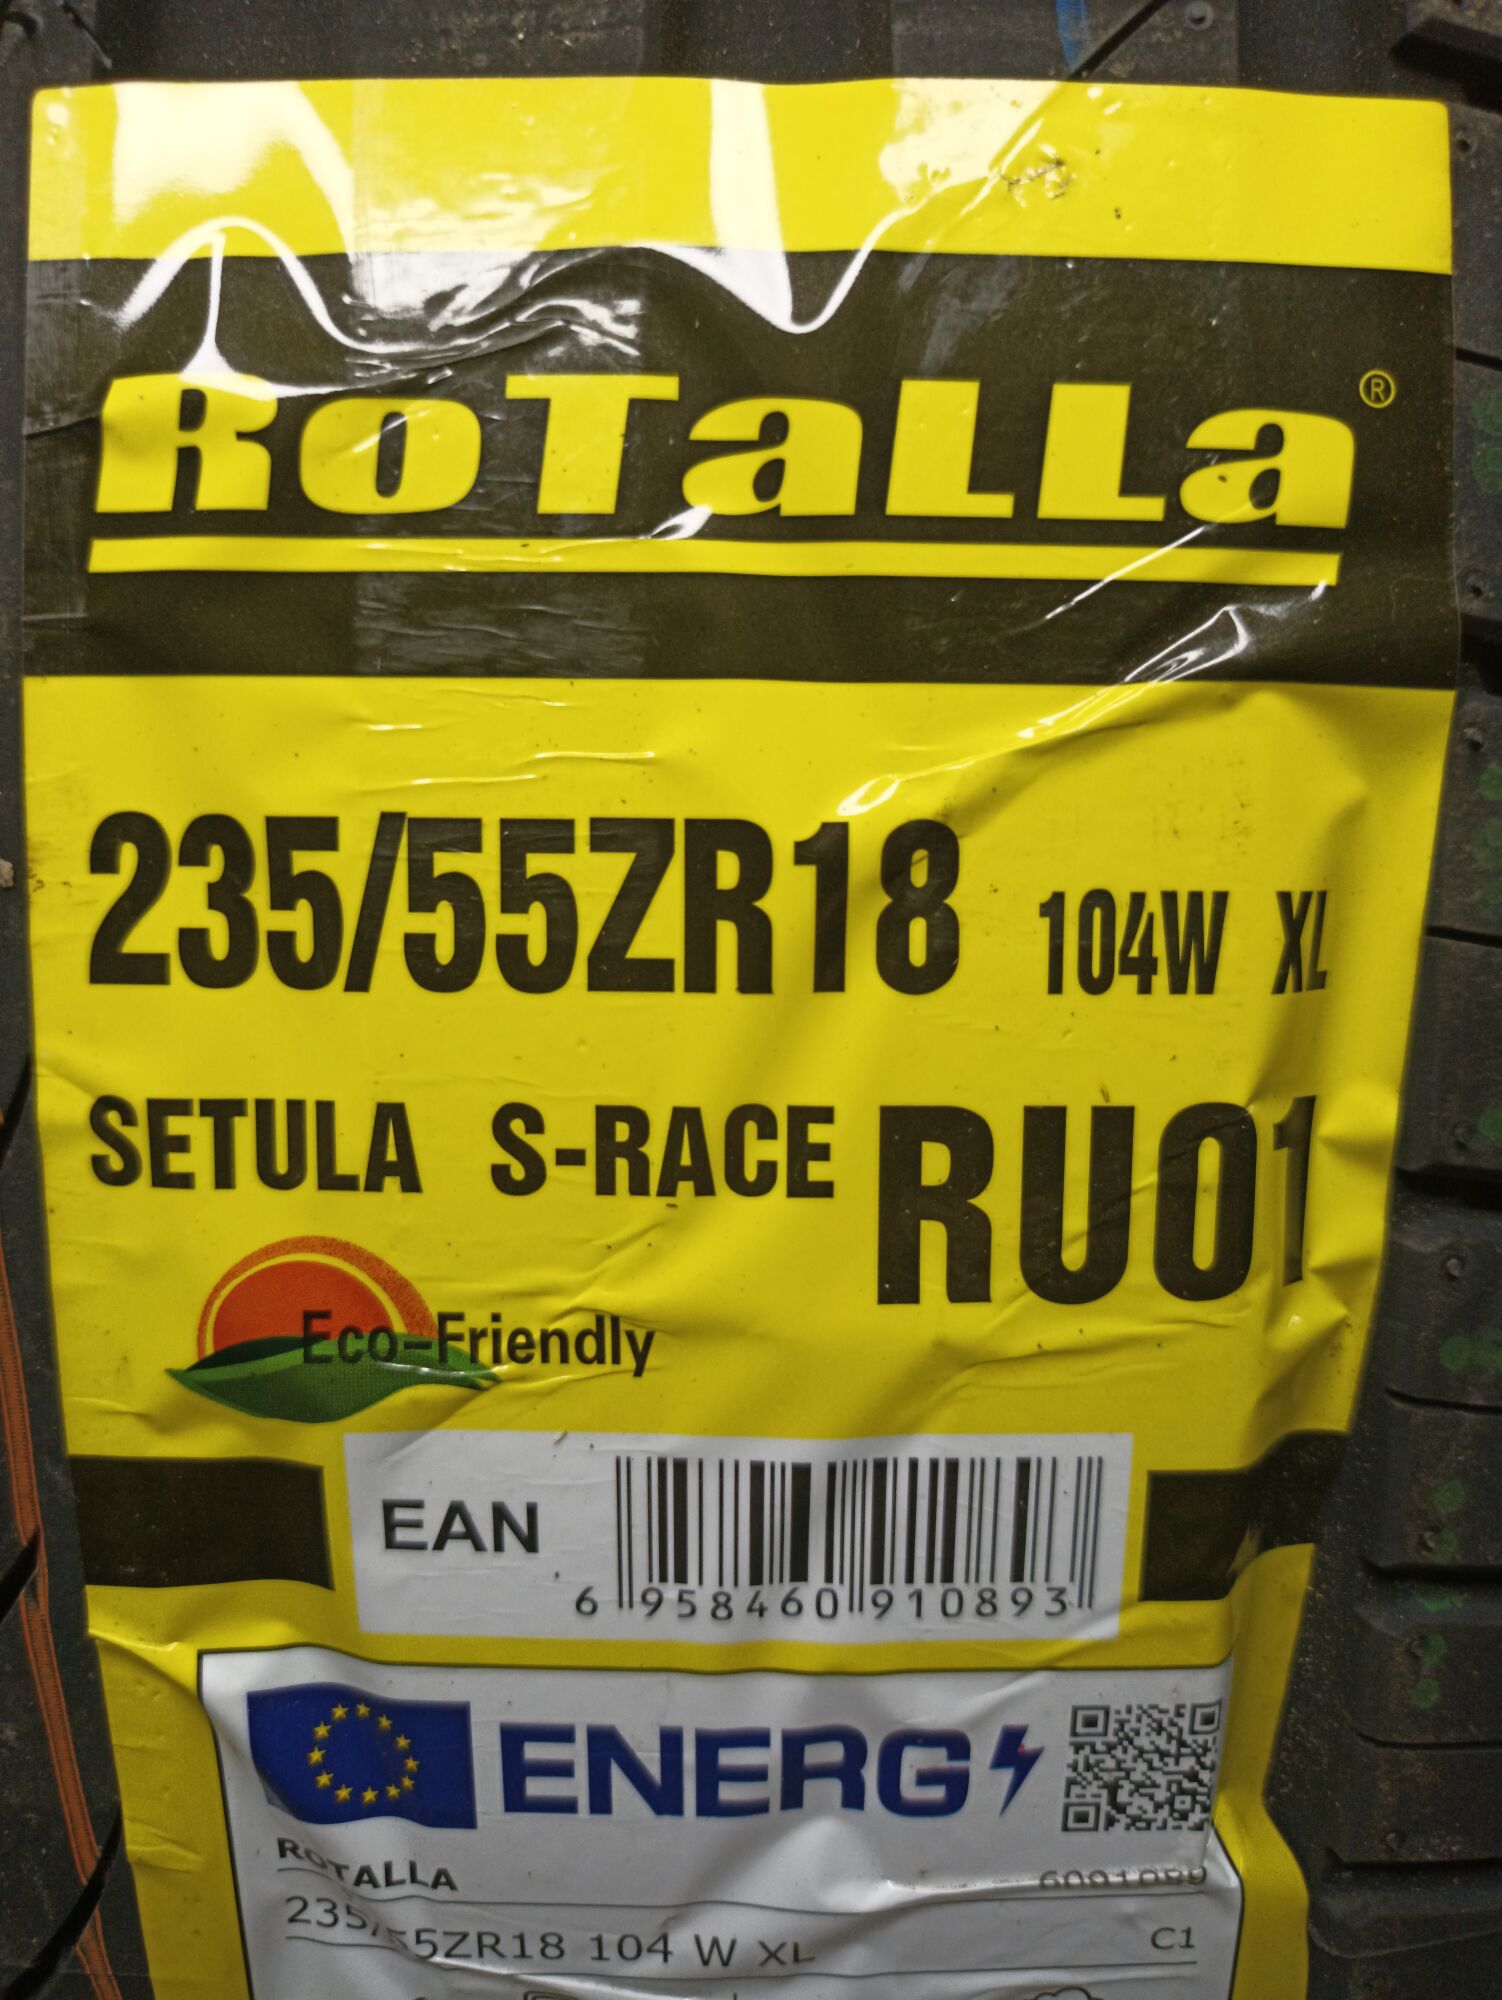 RoTaLLa ®
235/55ZR18 104W XL
SETULA S-RACE RU01
Eco-Friendly
EAN
6 958460 910893
ENERG
ROTALLA
235/55ZR18 104 W XL C1